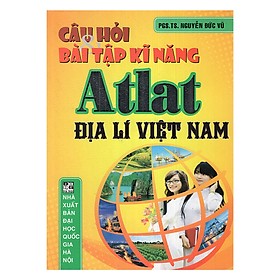 PGS.TS. NGUYỄN ĐỨC VŨ
CÂU HỎI
BÀI TẬP KĨ NĂNG
Atlat
ĐỊA LÍ VIỆT NAM
NHÀ
XUẤT
BẢN
ĐẠI
HỌC
QUỐC
GIA
HÀ
NỘI